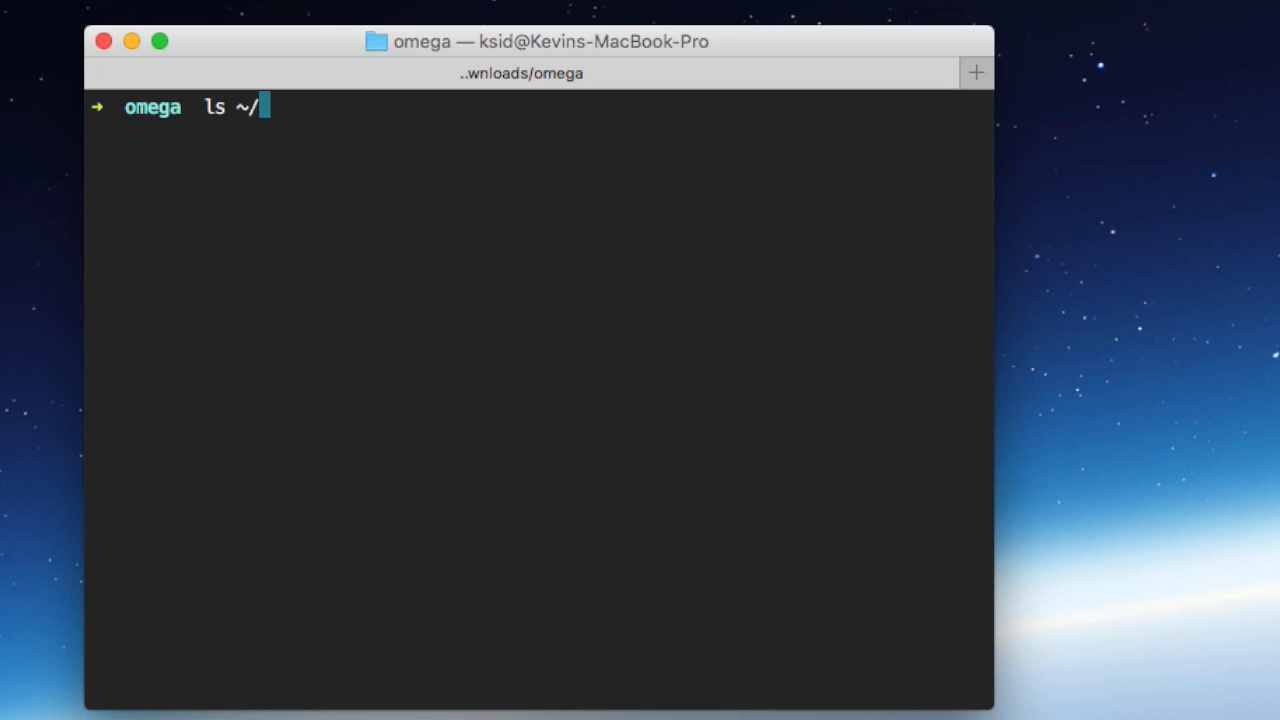 omega — ksid@Kevins-MacBook-Pro
..wnloads/omega
➜ omega ls ~/